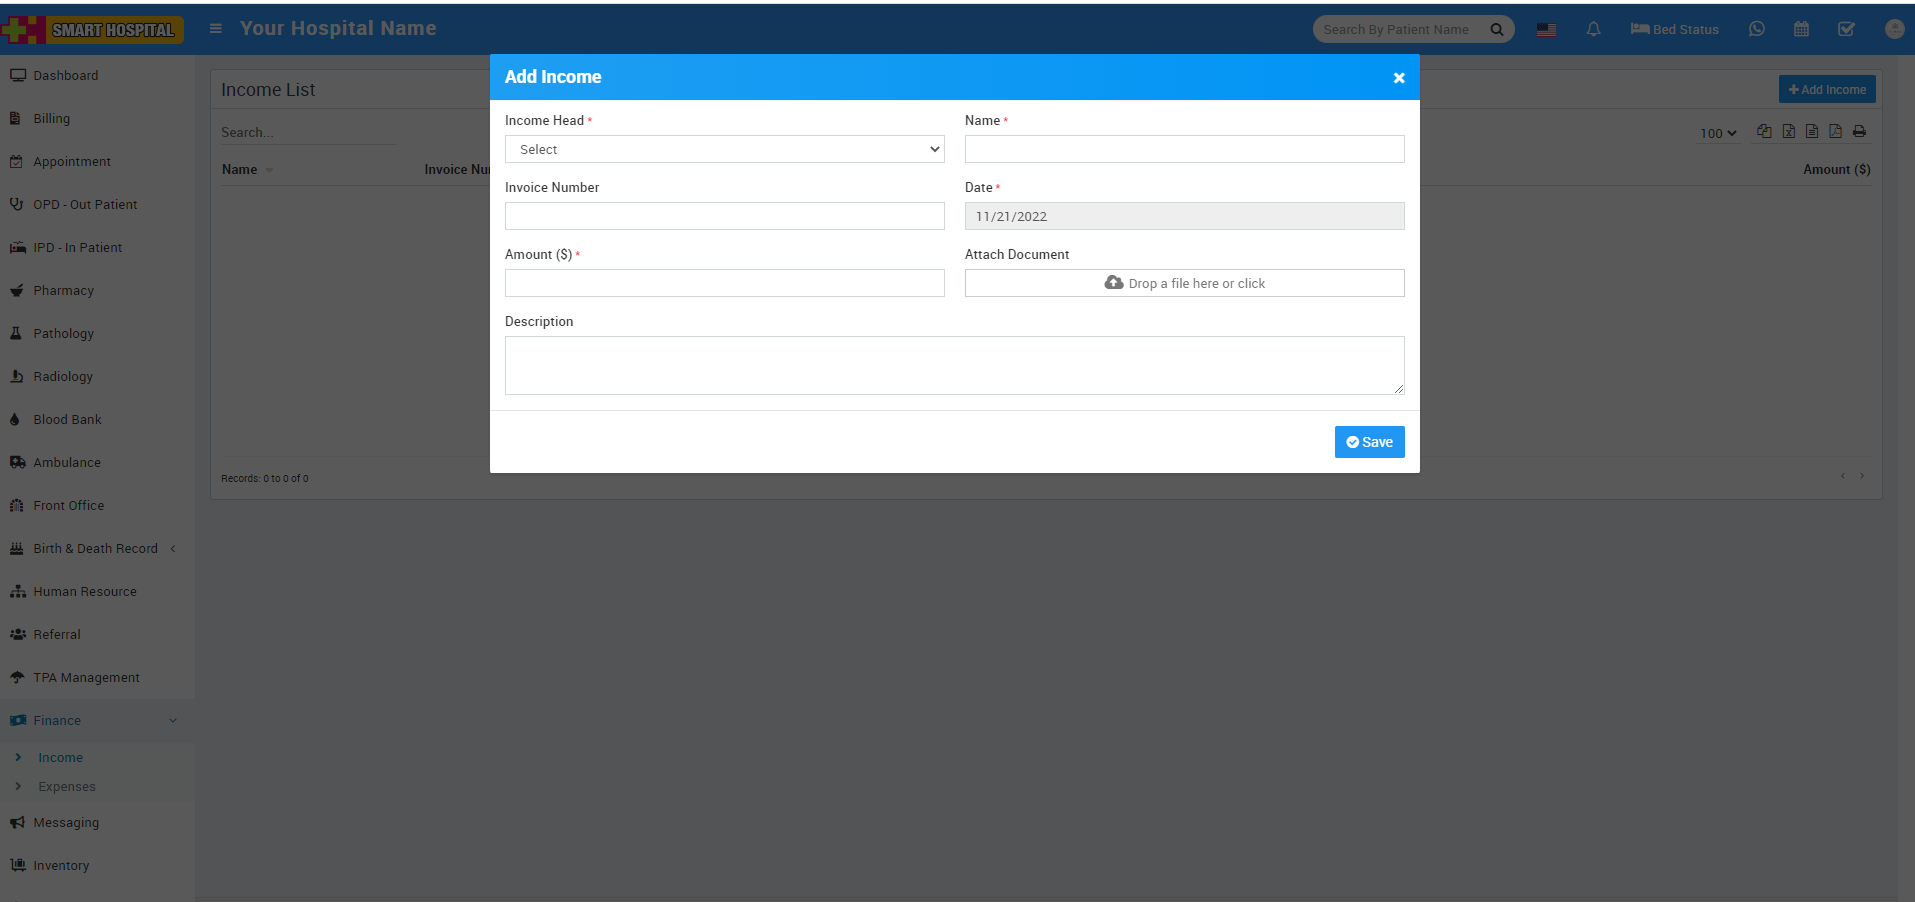 SMART HOSPITAL
Your Hospital Name
Search By Patient Name
Bed Status
Dashboard
Billing
Appointment
OPD - Out Patient
IPD - In Patient
Pharmacy
Pathology
Radiology
Blood Bank
Ambulance
Front Office
Birth & Death Record
Human Resource
Referral
TPA Management
Finance
Income
Expenses
Messaging
Inventory
Income List
Add Income
Search...
100
Name
Invoice Nu
Amount ($)
Records: 0 to 0 of 0
Add Income
Income Head *
Select
Name *
Invoice Number
Date *
11/21/2022
Amount ($) *
Attach Document
Drop a file here or click
Description
Save